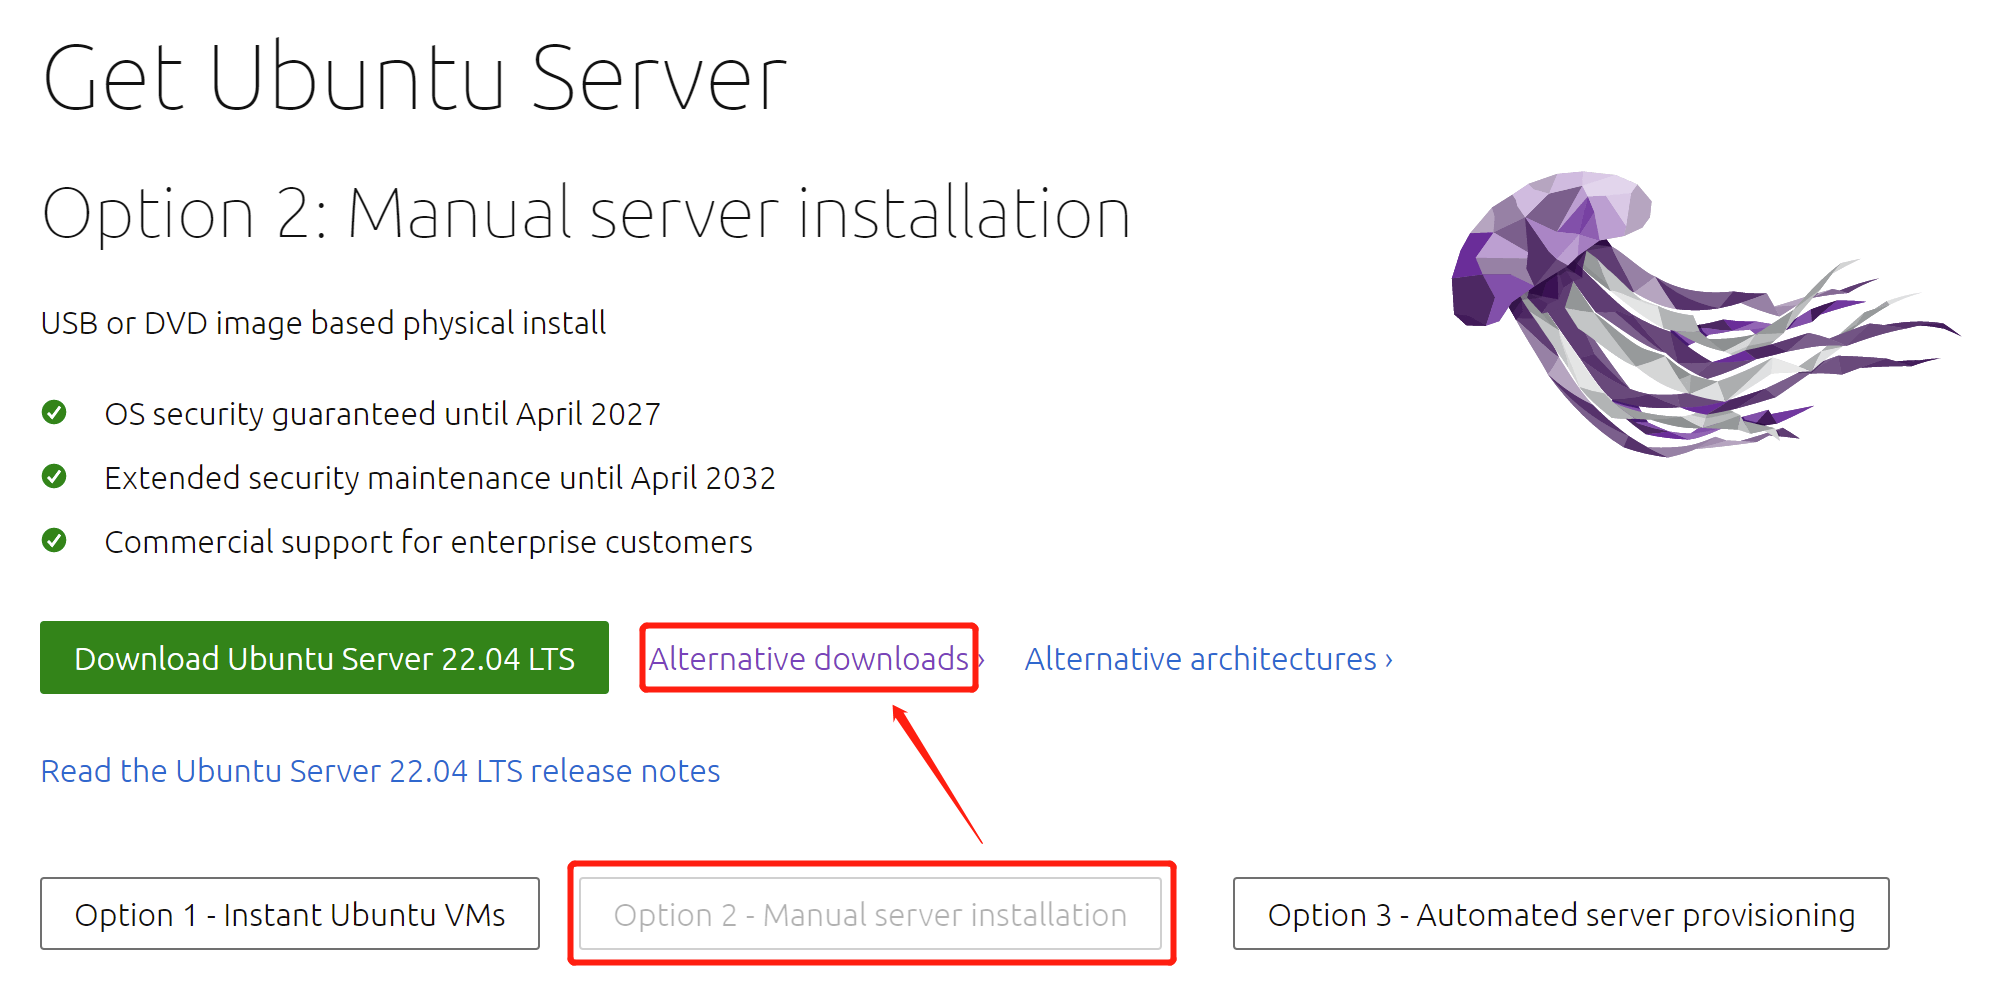 Get Ubuntu Server
Option 2: Manual server installation
USB or DVD image based physical install
OS security guaranteed until April 2027
Extended security maintenance until April 2032
Commercial support for enterprise customers
Download Ubuntu Server 22.04 LTS
Alternative downloads ›
Alternative architectures ›
Read the Ubuntu Server 22.04 LTS release notes
Option 1 - Instant Ubuntu VMs
Option 2 - Manual server installation
Option 3 - Automated server provisioning